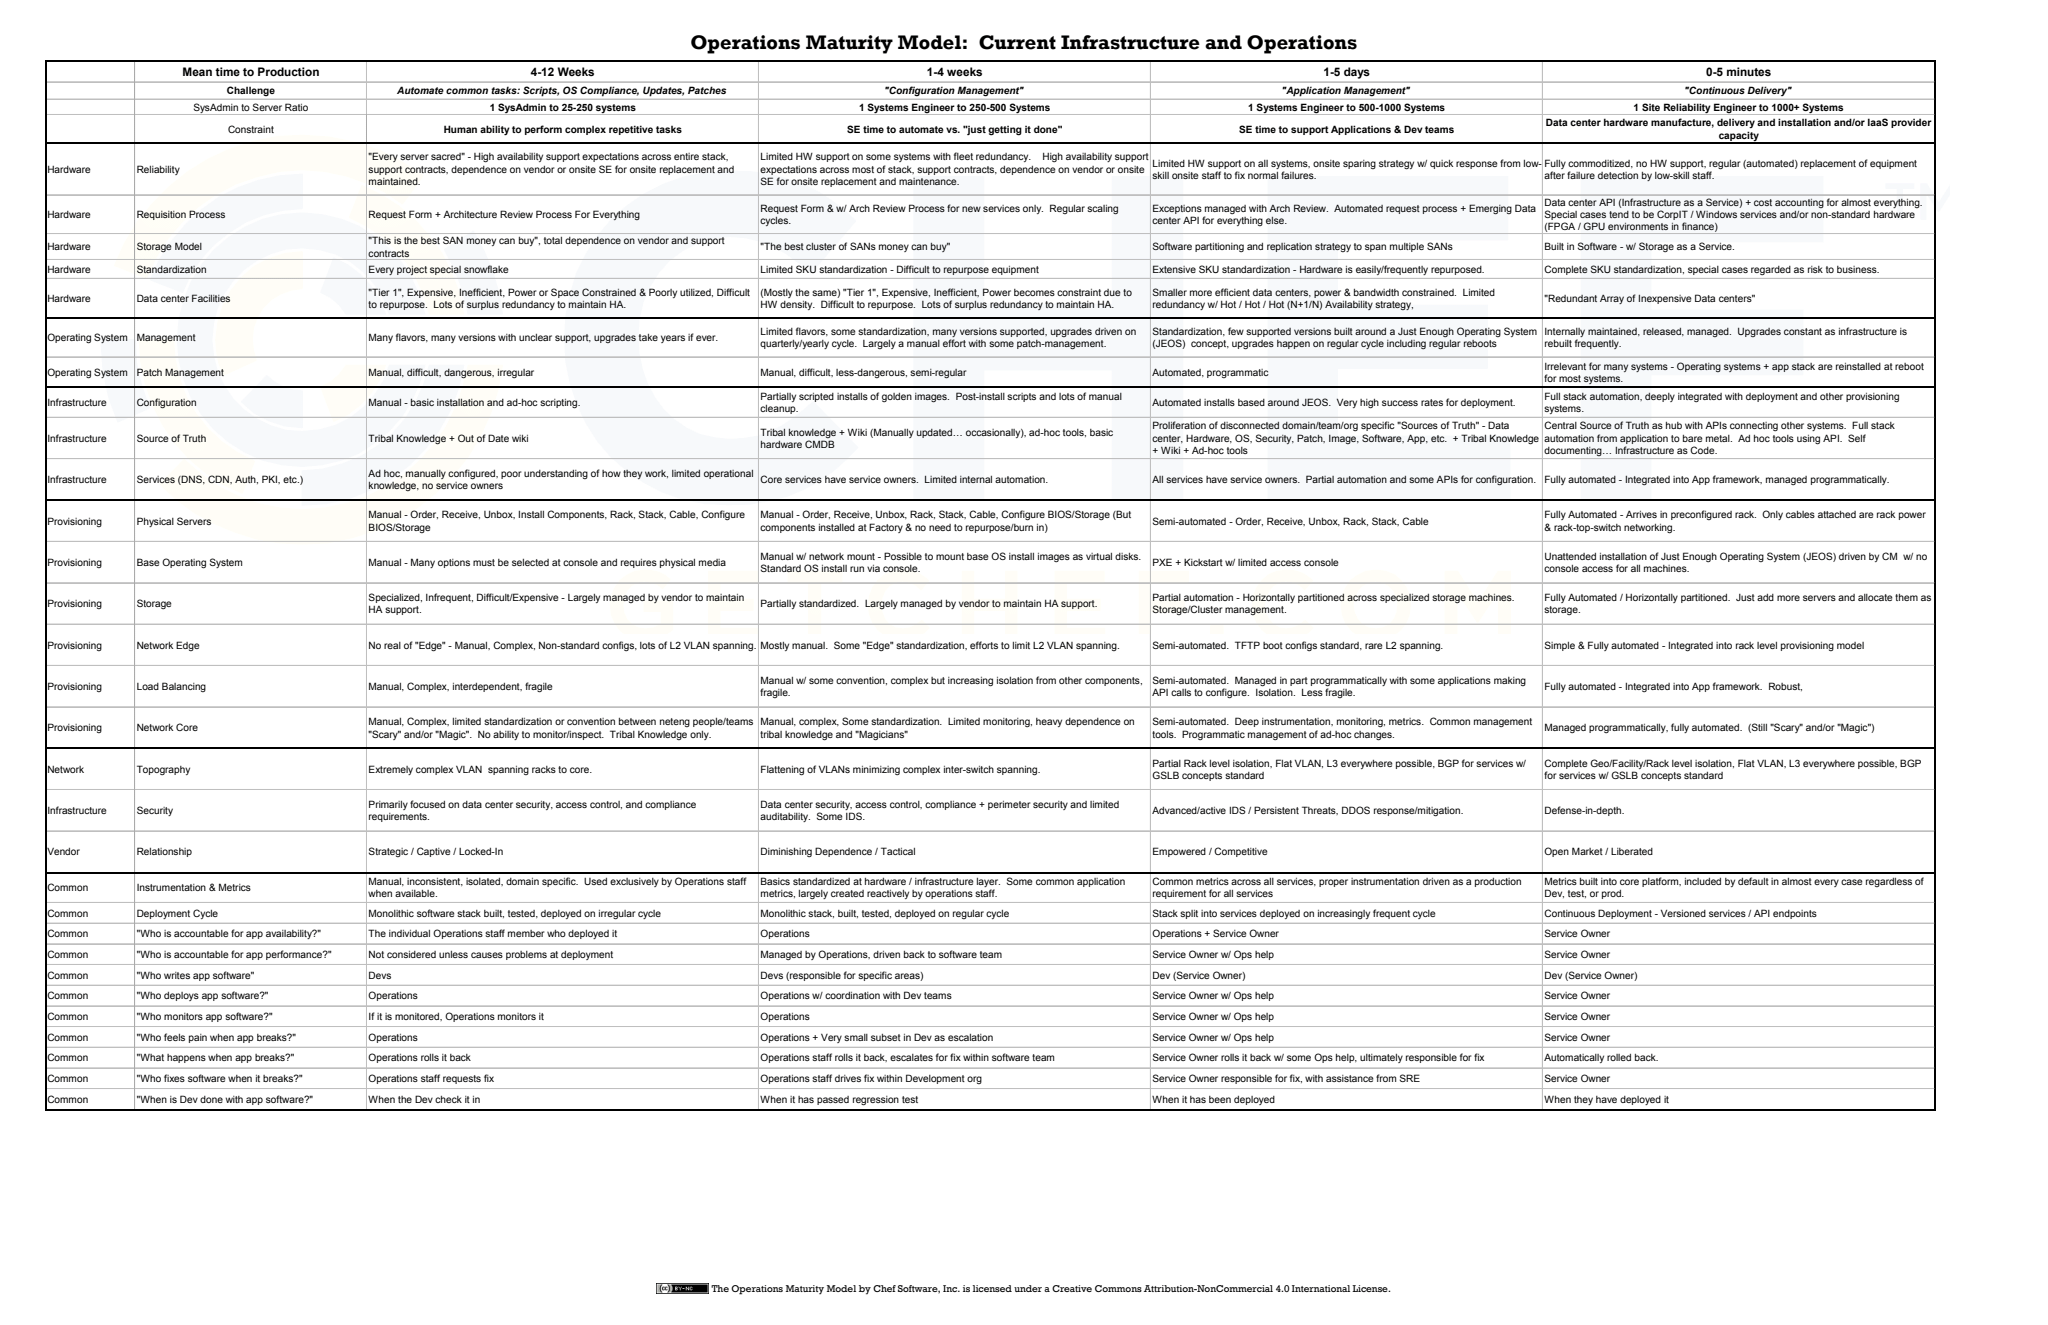 Operations Maturity Model:  Current Infrastructure and Operations
Mean time to Production 4-12 Weeks 1-4 weeks 1-5 days 0-5 minutes
Challenge Automate common tasks: Scripts, OS Compliance, Updates, Patches "Configuration Management" "Application Management" "Continuous Delivery"
SysAdmin to Server Ratio 1 SysAdmin to 25-250 systems 1 Systems Engineer to 250-500 Systems 1 Systems Engineer to 500-1000 Systems 1 Site Reliability Engineer to 1000+ Systems
Constraint Human ability to perform complex repetitive tasks SE time to automate vs. "just getting it done" SE time to support Applications & Dev teams Data center hardware manufacture, delivery and installation and/or IaaS provider
capacity
Hardware Reliability
"Every server sacred" - High availability support expectations across entire stack,
support contracts, dependence on vendor or onsite SE for onsite replacement and
maintained.
Limited HW support on some systems with fleet redundancy.    High availability support
expectations across most of stack, support contracts, dependence on vendor or onsite
SE for onsite replacement and maintenance.
Limited HW support on all systems, onsite sparing strategy w/ quick response from low-
skill onsite staff to fix normal failures.
Fully commoditized, no HW support, regular (automated) replacement of equipment
after failure detection by low-skill staff.
Hardware Requisition Process Request Form + Architecture Review Process For Everything
Request Form & w/ Arch Review Process for new services only.  Regular scaling
cycles.
Exceptions managed with Arch Review.  Automated request process + Emerging Data
center API for everything else.
Data center API (Infrastructure as a Service) + cost accounting for almost everything.
Special cases tend to be CorpIT / Windows services and/or non-standard hardware
(FPGA / GPU environments in finance)
Hardware Storage Model
"This is the best SAN money can buy", total dependence on vendor and support
contracts
"The best cluster of SANs money can buy"
Software partitioning and replication strategy to span multiple SANs
Built in Software - w/ Storage as a Service.
Hardware Standardization Every project special snowflake
Limited SKU standardization - Difficult to repurpose equipment
Extensive SKU standardization - Hardware is easily/frequently repurposed.
Complete SKU standardization, special cases regarded as risk to business.
Hardware Data center Facilities
"Tier 1", Expensive, Inefficient, Power or Space Constrained & Poorly utilized, Difficult
to repurpose.  Lots of surplus redundancy to maintain HA.
(Mostly the same) "Tier 1", Expensive, Inefficient, Power becomes constraint due to
HW density.  Difficult to repurpose.  Lots of surplus redundancy to maintain HA.
Smaller more efficient data centers, power & bandwidth constrained.  Limited
redundancy w/ Hot / Hot / Hot (N+1/N) Availability strategy,
"Redundant Array of Inexpensive Data centers"
Operating System Management Many flavors, many versions with unclear support, upgrades take years if ever.
Limited flavors, some standardization, many versions supported, upgrades driven on
quarterly/yearly cycle.  Largely a manual effort with some patch-management.
Standardization, few supported versions built around a Just Enough Operating System
(JEOS)  concept, upgrades happen on regular cycle including regular reboots
Internally maintained, released, managed.  Upgrades constant as infrastructure is
rebuilt frequently.
Operating System Patch Management Manual, difficult, dangerous, irregular
Manual, difficult, less-dangerous, semi-regular
Automated, programmatic
Irrelevant for many systems - Operating systems + app stack are reinstalled at reboot
for most systems.
Infrastructure Configuration Manual - basic installation and ad-hoc scripting.
Partially scripted installs of golden images.  Post-install scripts and lots of manual
cleanup.
Automated installs based around JEOS.  Very high success rates for deployment.
Full stack automation, deeply integrated with deployment and other provisioning
systems.
Infrastructure Source of Truth Tribal Knowledge + Out of Date wiki
Tribal knowledge + Wiki (Manually updated… occasionally), ad-hoc tools, basic
hardware CMDB
Proliferation of disconnected domain/team/org specific "Sources of Truth" - Data
center, Hardware, OS, Security, Patch, Image, Software, App, etc.  + Tribal Knowledge
+ Wiki + Ad-hoc tools
Central Source of Truth as hub with APIs connecting other systems.  Full stack
automation from application to bare metal.  Ad hoc tools using API.  Self
documenting… Infrastructure as Code.
Infrastructure Services (DNS, CDN, Auth, PKI, etc.)
Ad hoc, manually configured, poor understanding of how they work, limited operational
knowledge, no service owners
Core services have service owners.  Limited internal automation.
All services have service owners.  Partial automation and some APIs for configuration.
Fully automated - Integrated into App framework, managed programmatically.
Provisioning Physical Servers
Manual - Order, Receive, Unbox, Install Components, Rack, Stack, Cable, Configure
BIOS/Storage
Manual - Order, Receive, Unbox, Rack, Stack, Cable, Configure BIOS/Storage (But
components installed at Factory & no need to repurpose/burn in)
Semi-automated - Order, Receive, Unbox, Rack, Stack, Cable
Fully Automated - Arrives in preconfigured rack.  Only cables attached are rack power
& rack-top-switch networking.
Provisioning Base Operating System Manual - Many options must be selected at console and requires physical media
Manual w/ network mount - Possible to mount base OS install images as virtual disks.
Standard OS install run via console.
PXE + Kickstart w/ limited access console
Unattended installation of Just Enough Operating System (JEOS) driven by CM  w/ no
console access for all machines.
Provisioning Storage
Specialized, Infrequent, Difficult/Expensive - Largely managed by vendor to maintain
HA support.
Partially standardized.  Largely managed by vendor to maintain HA support.
Partial automation - Horizontally partitioned across specialized storage machines.
Storage/Cluster management.
Fully Automated / Horizontally partitioned.  Just add more servers and allocate them as
storage.
Provisioning Network Edge No real of "Edge" - Manual, Complex, Non-standard configs, lots of L2 VLAN spanning.
Mostly manual.  Some "Edge" standardization, efforts to limit L2 VLAN spanning.
Semi-automated.  TFTP boot configs standard, rare L2 spanning.
Simple & Fully automated - Integrated into rack level provisioning model
Provisioning Load Balancing Manual, Complex, interdependent, fragile
Manual w/ some convention, complex but increasing isolation from other components,
fragile.
Semi-automated.  Managed in part programmatically with some applications making
API calls to configure.  Isolation.  Less fragile.
Fully automated - Integrated into App framework.  Robust,
Provisioning Network Core
Manual, Complex, limited standardization or convention between neteng people/teams
"Scary" and/or "Magic".  No ability to monitor/inspect.  Tribal Knowledge only.
Manual, complex, Some standardization.  Limited monitoring, heavy dependence on
tribal knowledge and "Magicians"
Semi-automated.  Deep instrumentation, monitoring, metrics.  Common management
tools.  Programmatic management of ad-hoc changes.
Managed programmatically, fully automated.  (Still "Scary" and/or "Magic")
Network Topography Extremely complex VLAN  spanning racks to core.
Flattening of VLANs minimizing complex inter-switch spanning.
Partial Rack level isolation, Flat VLAN, L3 everywhere possible, BGP for services w/
GSLB concepts standard
Complete Geo/Facility/Rack level isolation, Flat VLAN, L3 everywhere possible, BGP
for services w/ GSLB concepts standard
Infrastructure Security
Primarily focused on data center security, access control, and compliance
requirements.
Data center security, access control, compliance + perimeter security and limited
auditability.  Some IDS.
Advanced/active IDS / Persistent Threats, DDOS response/mitigation.
Defense-in-depth.
Vendor Relationship Strategic / Captive / Locked-In Diminishing Dependence / Tactical Empowered / Competitive Open Market / Liberated
Common Instrumentation & Metrics
Manual, inconsistent, isolated, domain specific.  Used exclusively by Operations staff
when available.
Basics standardized at hardware / infrastructure layer.  Some common application
metrics, largely created reactively by operations staff.
Common metrics across all services, proper instrumentation driven as a production
requirement for all services
Metrics built into core platform, included by default in almost every case regardless of
Dev, test, or prod.
Common Deployment Cycle Monolithic software stack built, tested, deployed on irregular cycle Monolithic stack, built, tested, deployed on regular cycle Stack split into services deployed on increasingly frequent cycle Continuous Deployment - Versioned services / API endpoints
Common "Who is accountable for app availability?" The individual Operations staff member who deployed it Operations Operations + Service Owner Service Owner
Common "Who is accountable for app performance?" Not considered unless causes problems at deployment Managed by Operations, driven back to software team Service Owner w/ Ops help Service Owner
Common "Who writes app software" Devs Devs (responsible for specific areas) Dev (Service Owner) Dev (Service Owner)
Common "Who deploys app software?" Operations Operations w/ coordination with Dev teams Service Owner w/ Ops help Service Owner
Common "Who monitors app software?" If it is monitored, Operations monitors it Operations Service Owner w/ Ops help Service Owner
Common "Who feels pain when app breaks?" Operations Operations + Very small subset in Dev as escalation Service Owner w/ Ops help Service Owner
Common "What happens when app breaks?" Operations rolls it back Operations staff rolls it back, escalates for fix within software team Service Owner rolls it back w/ some Ops help, ultimately responsible for fix Automatically rolled back.
Common "Who fixes software when it breaks?" Operations staff requests fix Operations staff drives fix within Development org Service Owner responsible for fix, with assistance from SRE Service Owner
Common "When is Dev done with app software?" When the Dev check it in When it has passed regression test When it has been deployed When they have deployed it
CHEF
TM
(cc) BY-NC The Operations Maturity Model by Chef Software, Inc. is licensed under a Creative Commons Attribution-NonCommercial 4.0 International License.